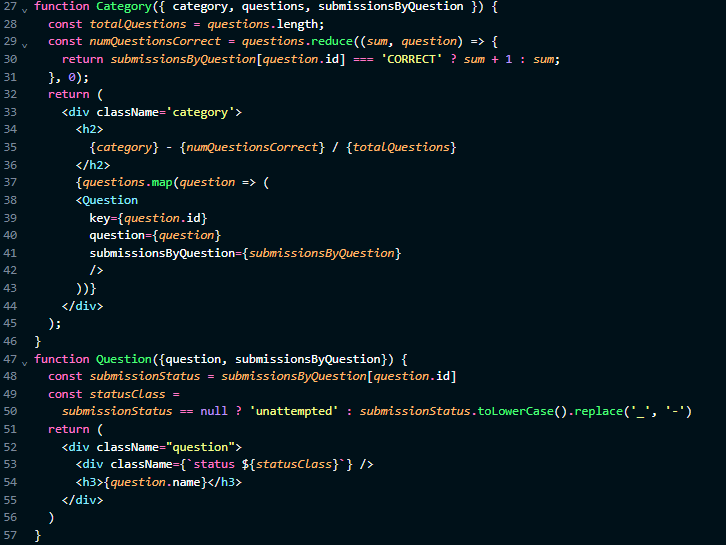 27 function Category({ category, questions, submissionsByQuestion }) {
28   const totalQuestions = questions.length;
29   const numQuestionsCorrect = questions.reduce((sum, question) => {
30     return submissionsByQuestion[question.id] === 'CORRECT' ? sum + 1 : sum;
31   }, 0);
32   return (
33     <div className='category'>
34       <h2>
35         {category} - {numQuestionsCorrect} / {totalQuestions}
36       </h2>
37       {questions.map(question => (
38       <Question
39         key={question.id}
40         question={question}
41         submissionsByQuestion={submissionsByQuestion}
42         />
43       ))}
44     </div>
45   );
46 }
47 function Question({question, submissionsByQuestion}) {
48   const submissionStatus = submissionsByQuestion[question.id]
49   const statusClass =
50     submissionStatus == null ? 'unattempted' : submissionStatus.toLowerCase().replace('_', '-')
51   return (
52     <div className="question">
53       <div className={`status ${statusClass}`} />
54       <h3>{question.name}</h3>
55     </div>
56   )
57 }